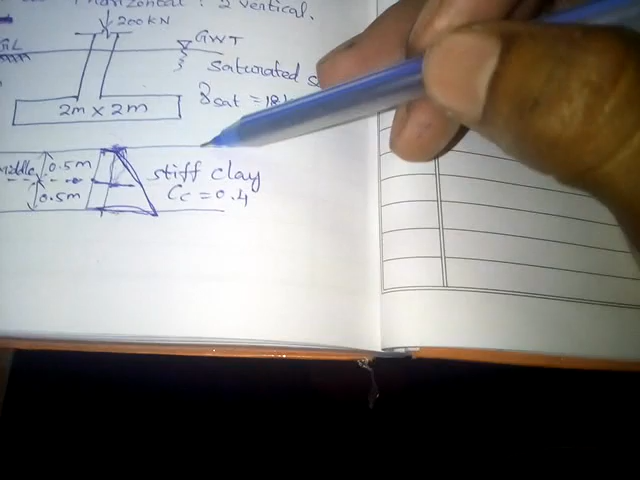 1 horizontal : 2 vertical.
200 KN
GL
GWT
saturated
γsat = 18
2m × 2m
middle
0.5m
stiff clay
0.5m
Cc = 0.4